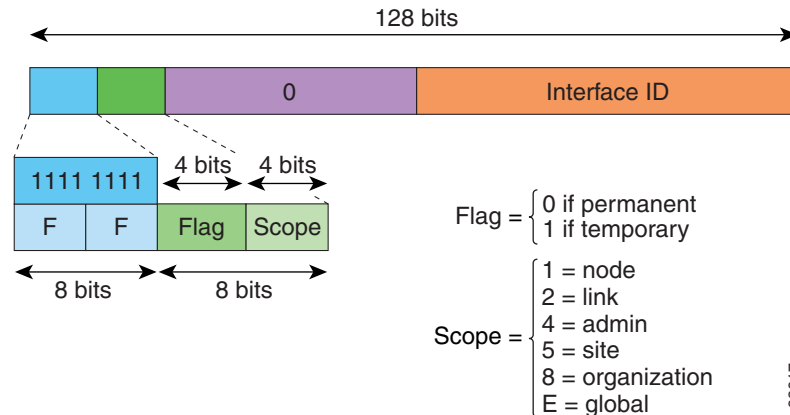 128 bits
0 Interface ID
1111 1111
4 bits 4 bits
F F Flag Scope
8 bits 8 bits
Flag = 0 if permanent
1 if temporary
Scope = 1 = node
2 = link
4 = admin
5 = site
8 = organization
E = global